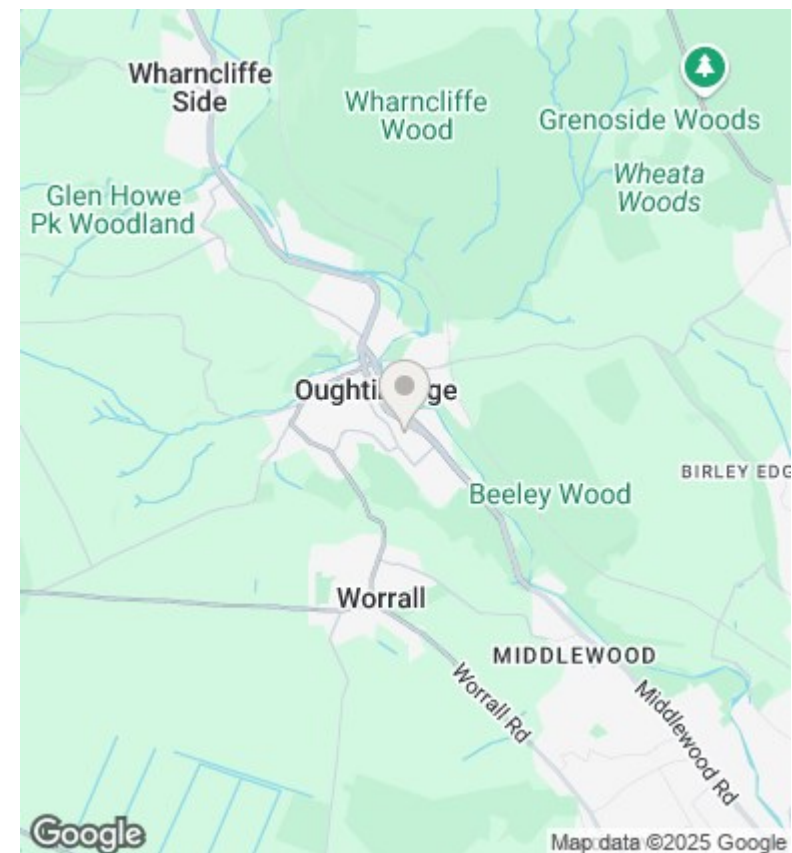 Wharncliffe
Side
Wharncliffe
Wood
Grenoside Woods
Wheata
Woods
Glen Howe
Pk Woodland
BIRLEY EDG
Beeley Wood
Worrall
MIDDLEWOOD
Worrall Rd
Middlewood Rd
Google
Map data ©2025 Google